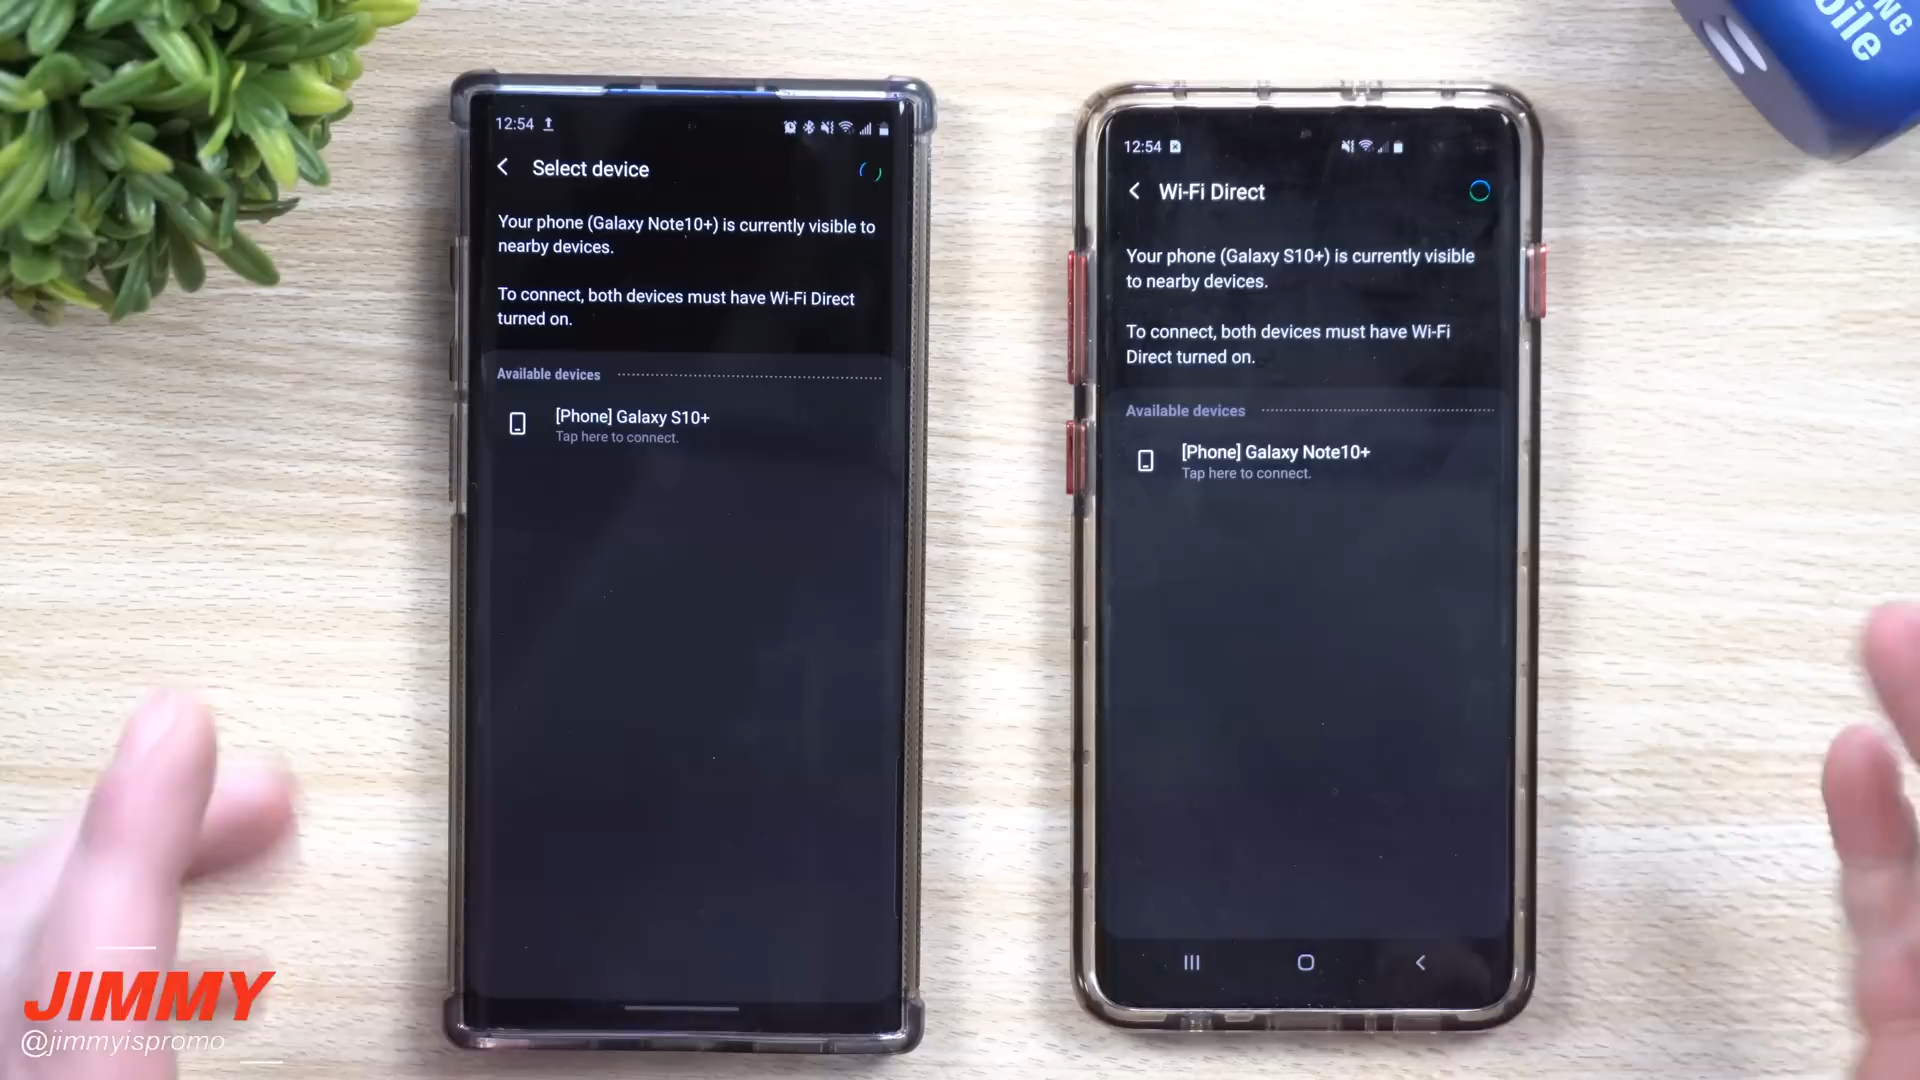 12:54
Select device
Your phone (Galaxy Note10+) is currently visible to
nearby devices.
To connect, both devices must have Wi-Fi Direct
turned on.
Available devices
[Phone] Galaxy S10+
Tap here to connect.
12:54
Wi-Fi Direct
Your phone (Galaxy S10+) is currently visible
to nearby devices.
To connect, both devices must have Wi-Fi
Direct turned on.
Available devices
[Phone] Galaxy Note10+
Tap here to connect.
JIMMY
@jimmyispromo